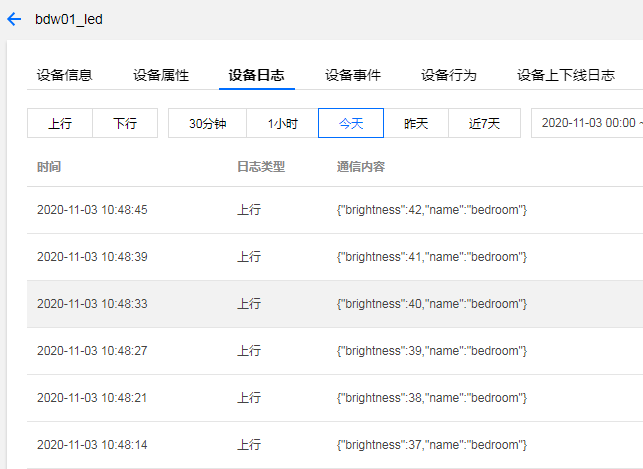 bdw01_led
设备信息 设备属性 设备日志 设备事件 设备行为 设备上下线日志
上行 下行 30分钟 1小时 今天 昨天 近7天 2020-11-03 00:00 ~
时间 日志类型 通信内容
2020-11-03 10:48:45 上行 {"brightness":42,"name":"bedroom"}
2020-11-03 10:48:39 上行 {"brightness":41,"name":"bedroom"}
2020-11-03 10:48:33 上行 {"brightness":40,"name":"bedroom"}
2020-11-03 10:48:27 上行 {"brightness":39,"name":"bedroom"}
2020-11-03 10:48:21 上行 {"brightness":38,"name":"bedroom"}
2020-11-03 10:48:14 上行 {"brightness":37,"name":"bedroom"}